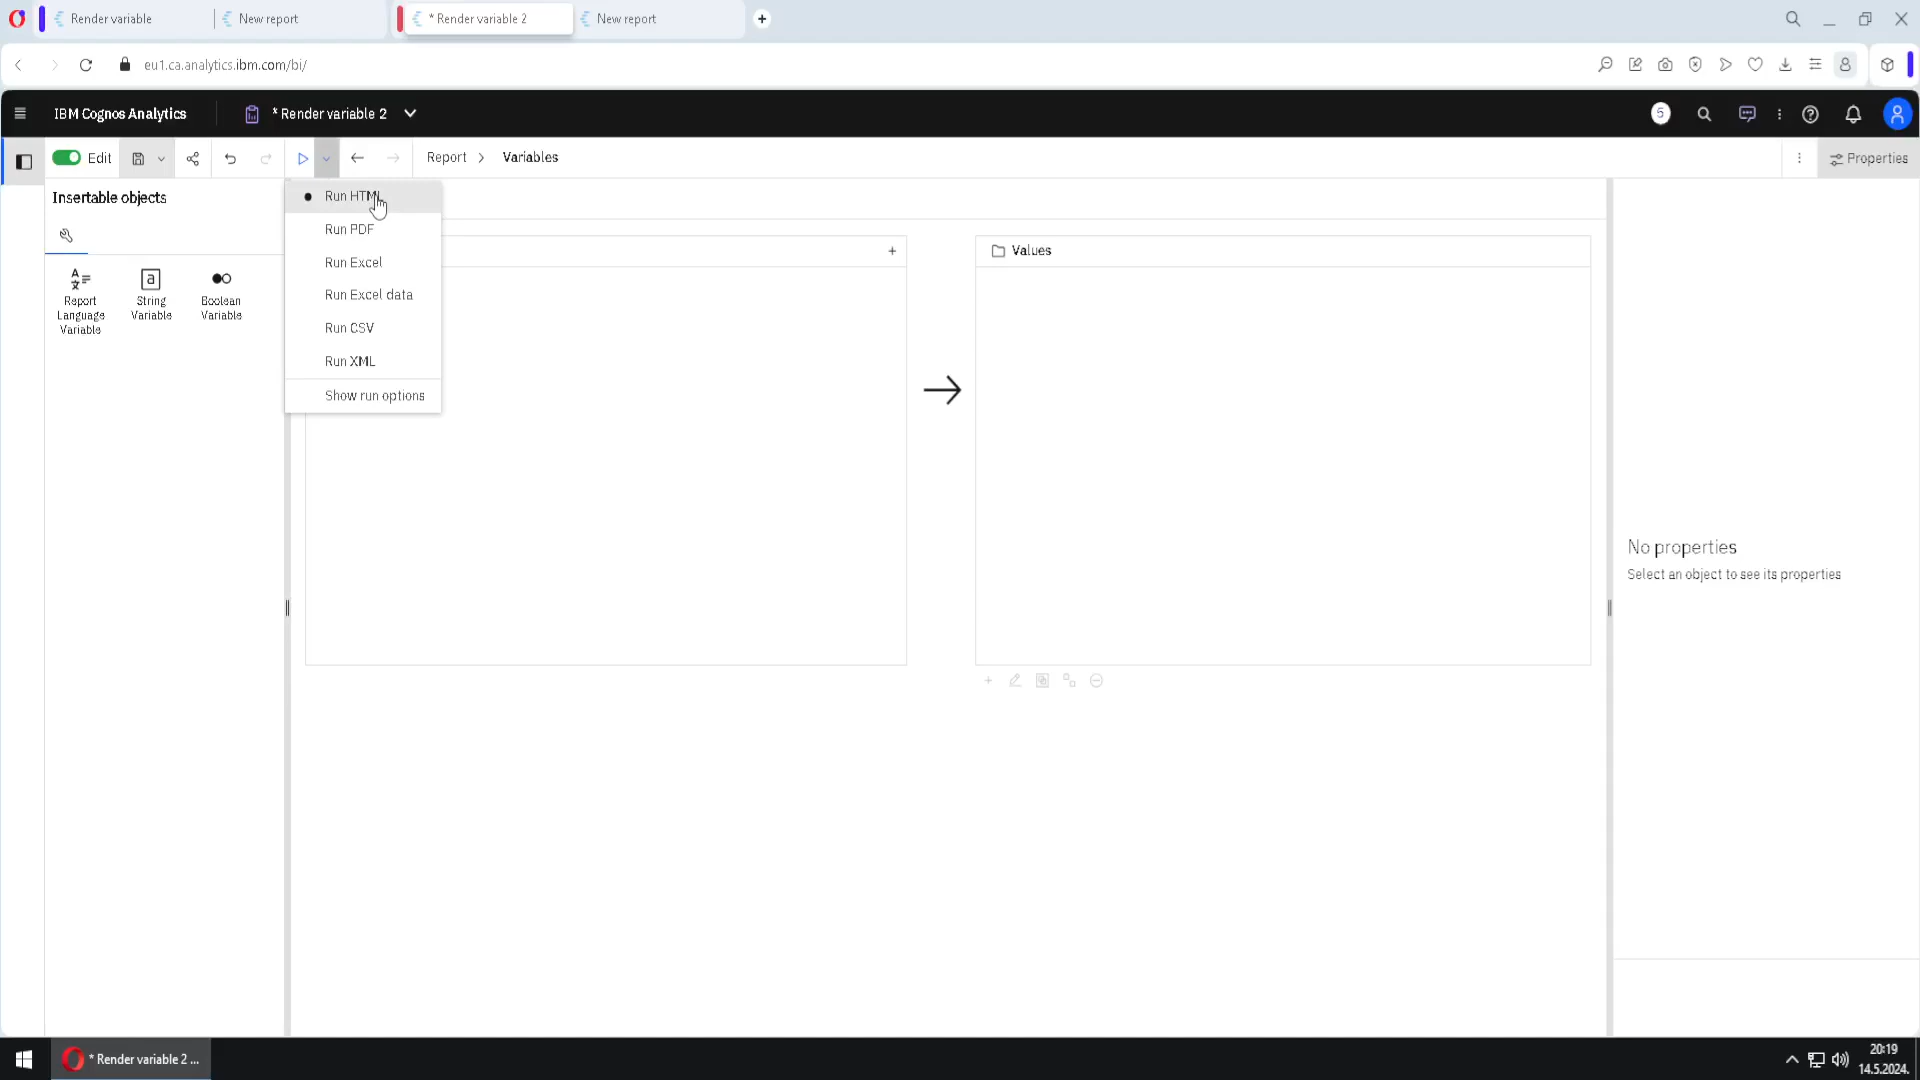 Render variable
New report
* Render variable 2
New report
eu1.ca.analytics.ibm.com/bi/
IBM Cognos Analytics
* Render variable 2
5
Edit
Report
Variables
Properties
Insertable objects
Run HTML
Run PDF
Run Excel
Run Excel data
Run CSV
Run XML
Show run options
Values
Report
Language
Variable
String
Variable
Boolean
Variable
No properties
Select an object to see its properties
* Render variable 2 ...
20:19
14.5.2024.